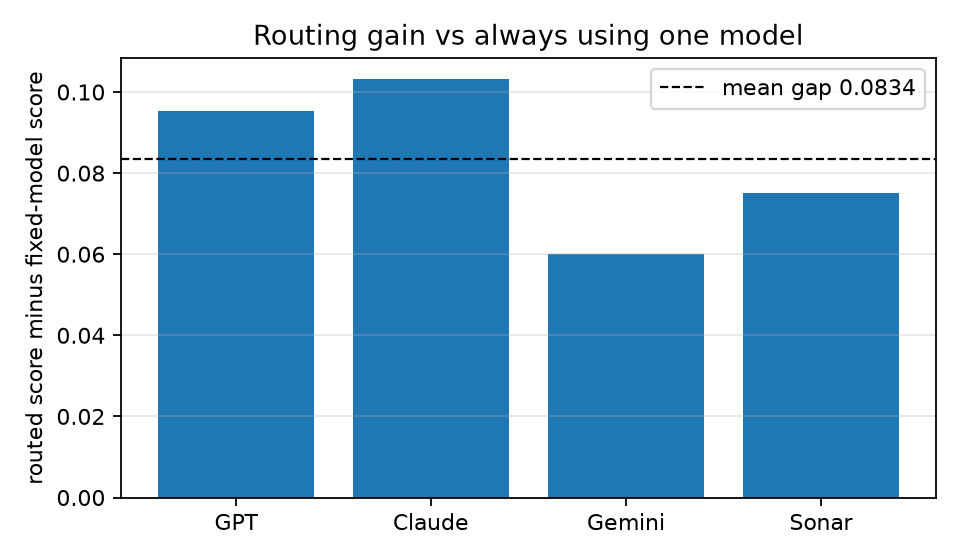 Routing gain vs always using one model
routed score minus fixed-model score
0.10
0.08
0.06
0.04
0.02
0.00
mean gap 0.0834
GPT
Claude
Gemini
Sonar